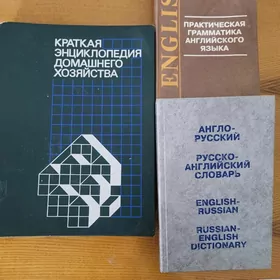 КРАТКАЯ
ЭНЦИКЛОПЕДИЯ
ДОМАШНЕГО
ХОЗЯЙСТВА
ENGLISH
ПРАКТИЧЕСКАЯ
ГРАММАТИКА
АНГЛИЙСКОГО
ЯЗЫКА
АНГЛО-
РУССКИЙ
РУССКО-
АНГЛИЙСКИЙ
СЛОВАРЬ
ENGLISH-
RUSSIAN
RUSSIAN-
ENGLISH
DICTIONARY